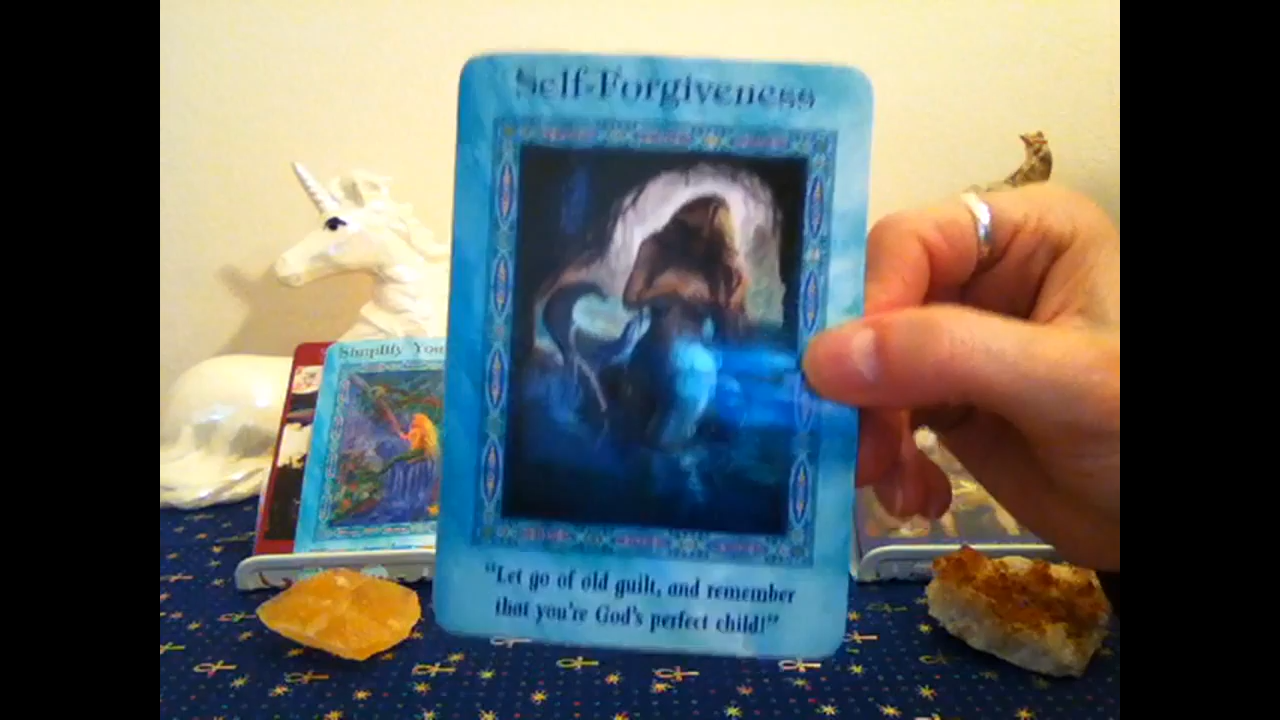 Self-Forgiveness
Simplify You
"Let go of old guilt, and remember
that you're God's perfect child!"